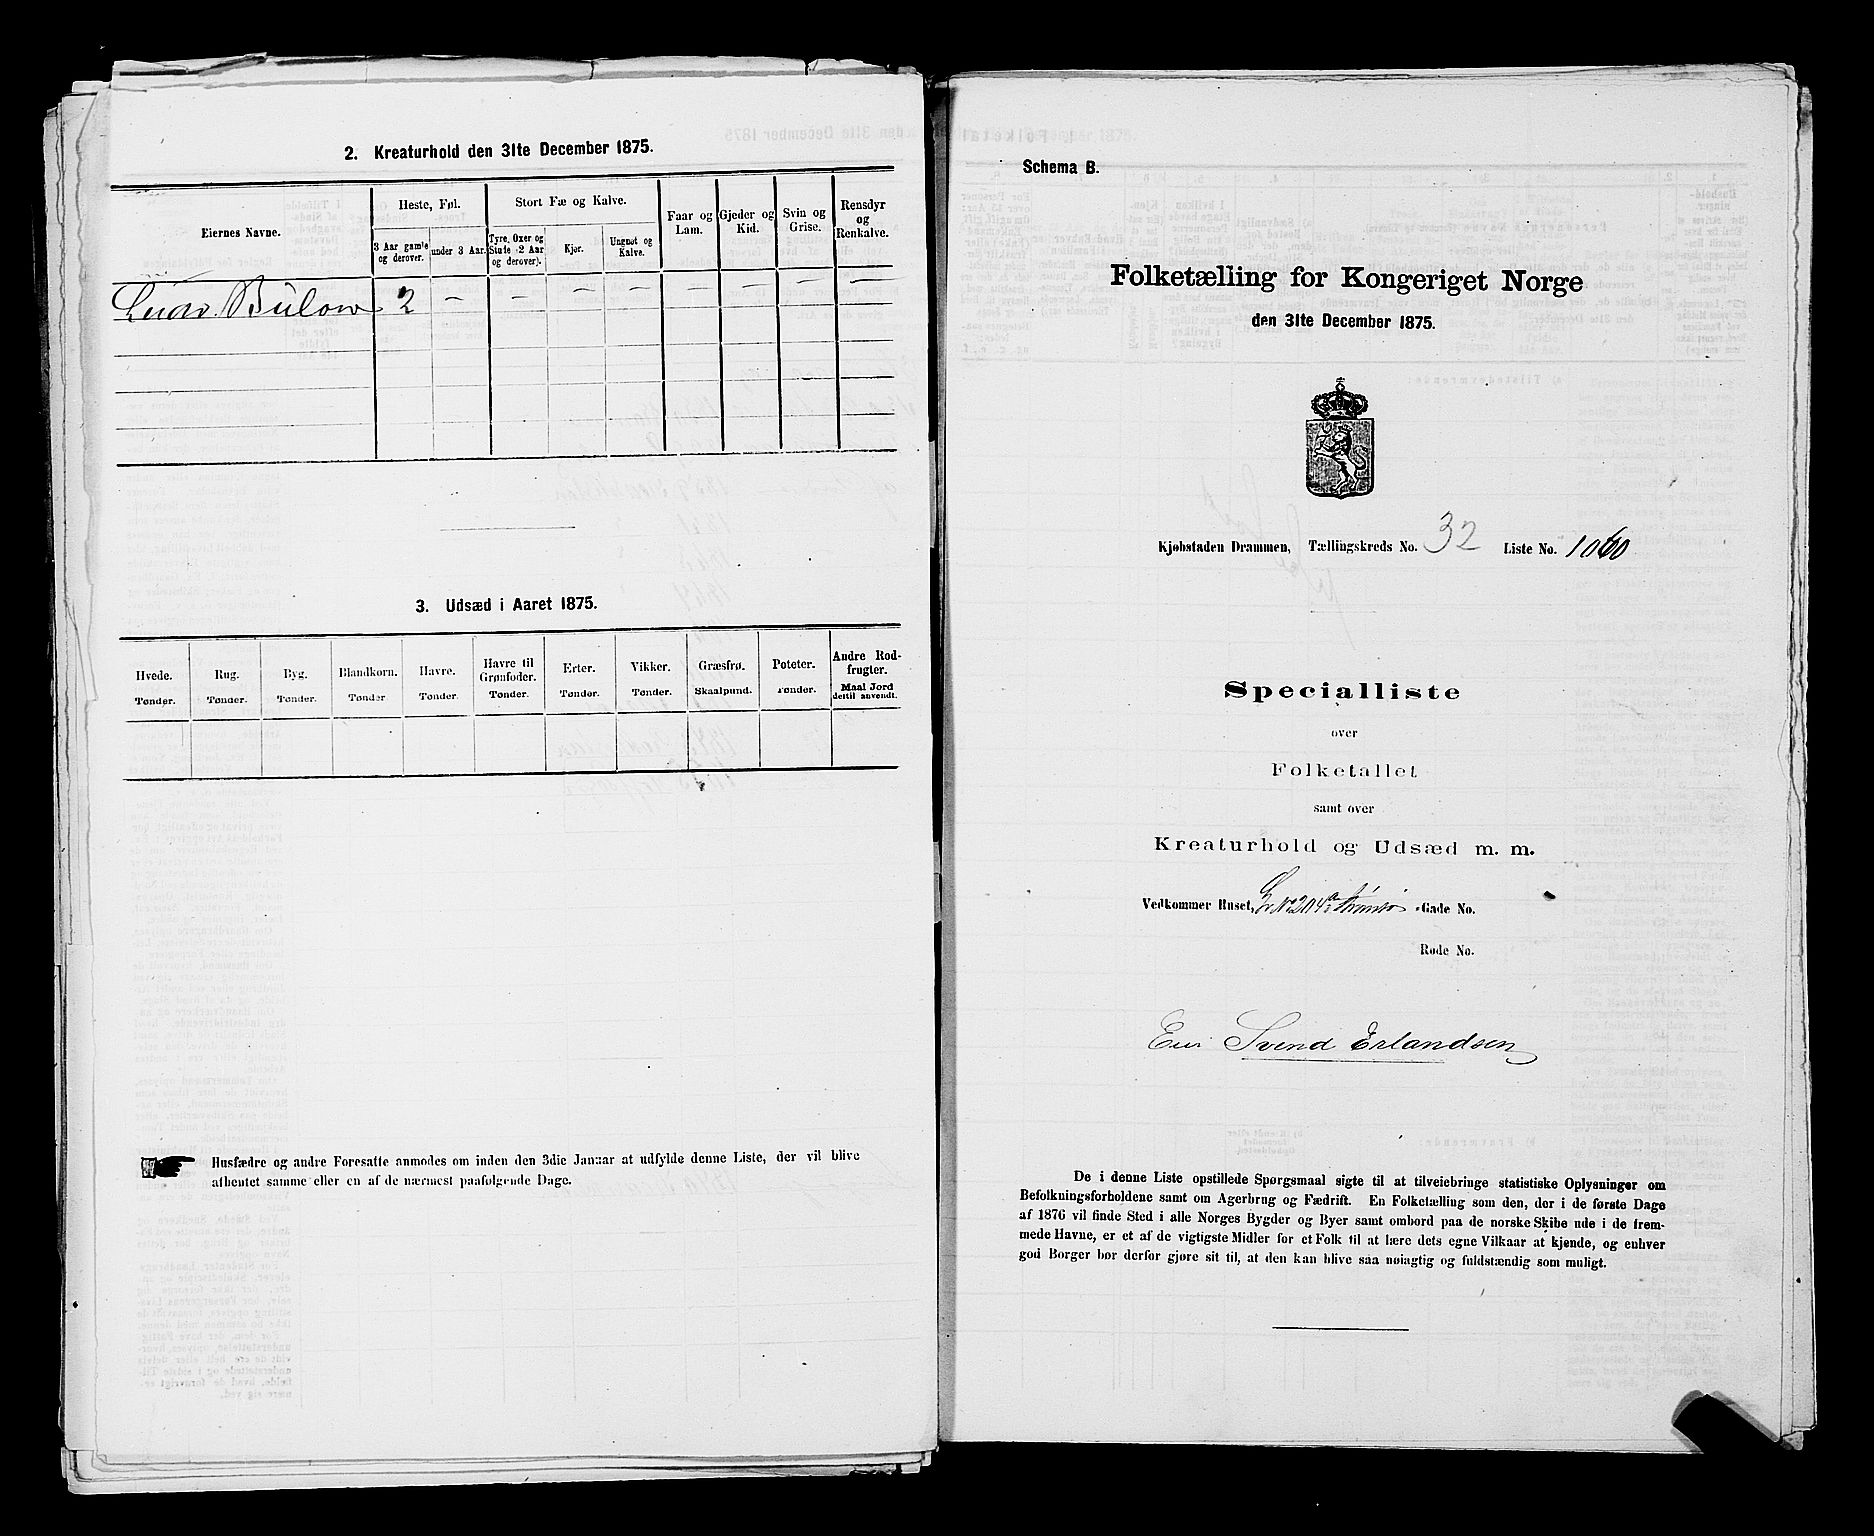 2. Kreaturhold den 31te December 1875.
Eiernes Navne.
Heste, Føl.
3 Aar gamle og derover.
under 3 Aar.
Stort Fæ og Kalve.
Tyre, Oxer og Stute (2 Aar og derover).
Kjør.
Ungnøt og Kalve.
Faar og Lam.
Gjeder og Kid.
Svin og Grise.
Rensdyr og Renkalve.
Bülow 2 – – – – – – – –
3. Udsæd i Aaret 1875.
Hvede. Tønder.
Rug. Tønder.
Byg. Tønder.
Blandkorn. Tønder
Havre. Tønder.
Havre til Grønfoder. Tønder.
Erter. Tønder.
Vikker. Tønder.
Græsfrø. Skaalpund.
Poteter. Tønder.
Andre Rodfrugter. Maal Jord dertil anvendt.
Husfædre og andre Foresatte anmodes om inden den 3die Januar at udfylde denne Liste, der vil blive
afhentet samme eller en af de nærmest paafølgende Dage.
Schema B.
Folketælling for Kongeriget Norge
den 31te December 1875.
Kjøbstaden Drammen, Tællingskreds No. 32 Liste No. 1060
Specialliste
over
Folketallet
samt over
Kreaturhold og Udsæd m. m.
Vedkommer Huset, Gr No 204a Strømsø Gade No.
Rode No.
Eier Svend Erlandsen
De i denne Liste opstillede Spørgsmaal sigte til at tilveiebringe statistiske Oplysninger om
Befolkningsforholdene samt om Agerbrug og Fædrift. En Folketælling som den, der i de første Dage
af 1876 vil finde Sted i alle Norges Bygder og Byer samt ombord paa de norske Skibe ude i de fremmede
Havne, er et af de vigtigste Midler for et Folk til at lære dets egne Vilkaar at kjende, og enhver
god Borger bør derfor gjøre sit til, at den kan blive saa nøiagtig og fuldstændig som muligt.